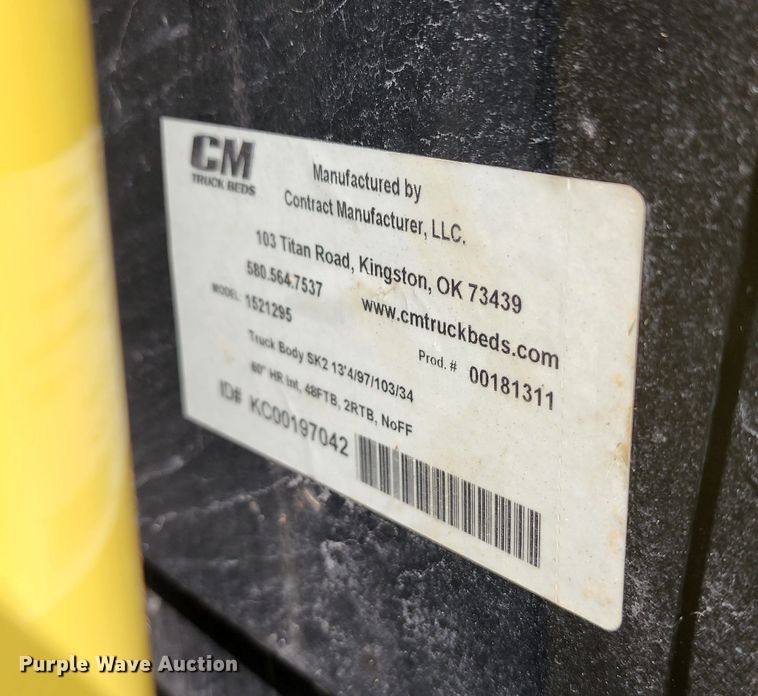 CM
TRUCK BEDS
Manufactured by
Contract Manufacturer, LLC.
103 Titan Road, Kingston, OK 73439
580.564.7537 www.cmtruckbeds.com
MODEL 1521295 Prod. # 00181311
Truck Body SK2 13'4/97/103/34
60" HR Int, 48FTB, 2RTB, NoFF
ID# KC00197042
Purple Wave Auction